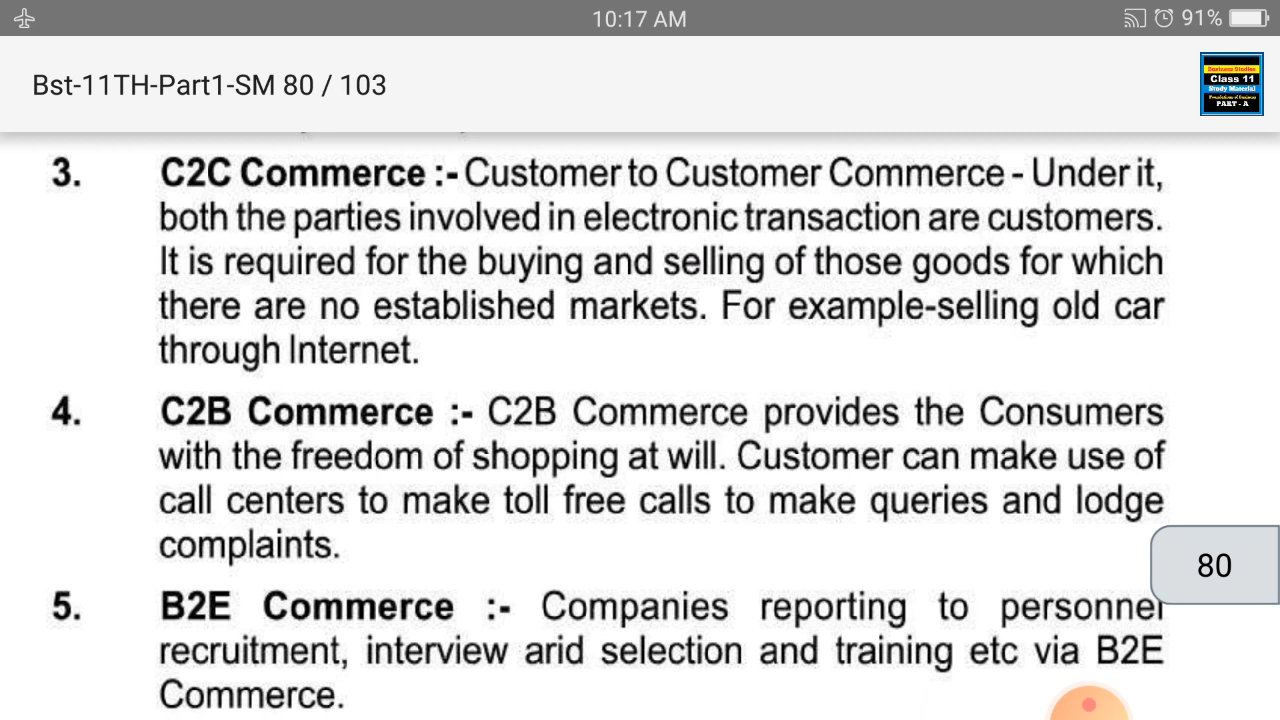 10:17 AM
91%
Bst-11TH-Part1-SM 80 / 103
Business Studies
Class 11
Study Material
PART - A
3. C2C Commerce :- Customer to Customer Commerce - Under it,
both the parties involved in electronic transaction are customers.
It is required for the buying and selling of those goods for which
there are no established markets. For example-selling old car
through Internet.
4. C2B Commerce :- C2B Commerce provides the Consumers
with the freedom of shopping at will. Customer can make use of
call centers to make toll free calls to make queries and lodge
complaints.
80
5. B2E Commerce :- Companies reporting to personnel
recruitment, interview arid selection and training etc via B2E
Commerce.